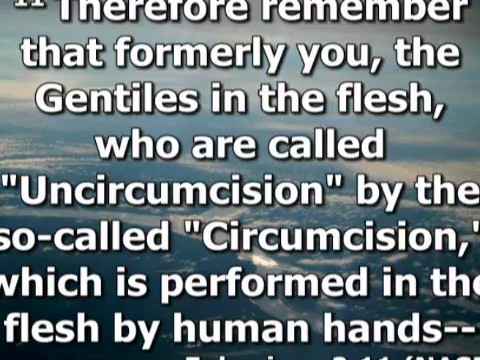 11 Therefore remember
that formerly you, the
Gentiles in the flesh,
who are called
"Uncircumcision" by the
so-called "Circumcision,"
which is performed in the
flesh by human hands--